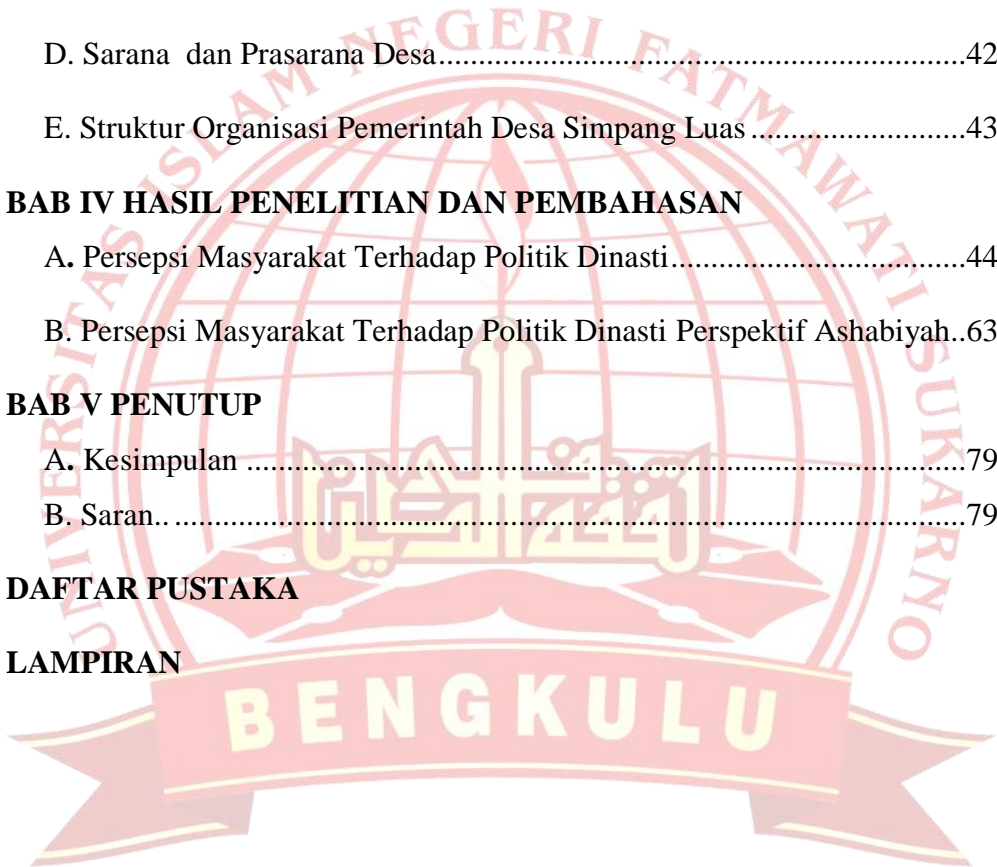 D. Sarana  dan Prasarana Desa..................................................................42
E. Struktur Organisasi Pemerintah Desa Simpang Luas ...........................43
BAB IV HASIL PENELITIAN DAN PEMBAHASAN
A. Persepsi Masyarakat Terhadap Politik Dinasti.....................................44
B. Persepsi Masyarakat Terhadap Politik Dinasti Perspektif Ashabiyah..63
BAB V PENUTUP
A. Kesimpulan ...........................................................................................79
B. Saran.. ....................................................................................................79
DAFTAR PUSTAKA
LAMPIRAN
UNIVERSITAS ISLAM NEGERI FATMAWATI SUKARNO
BENGKULU